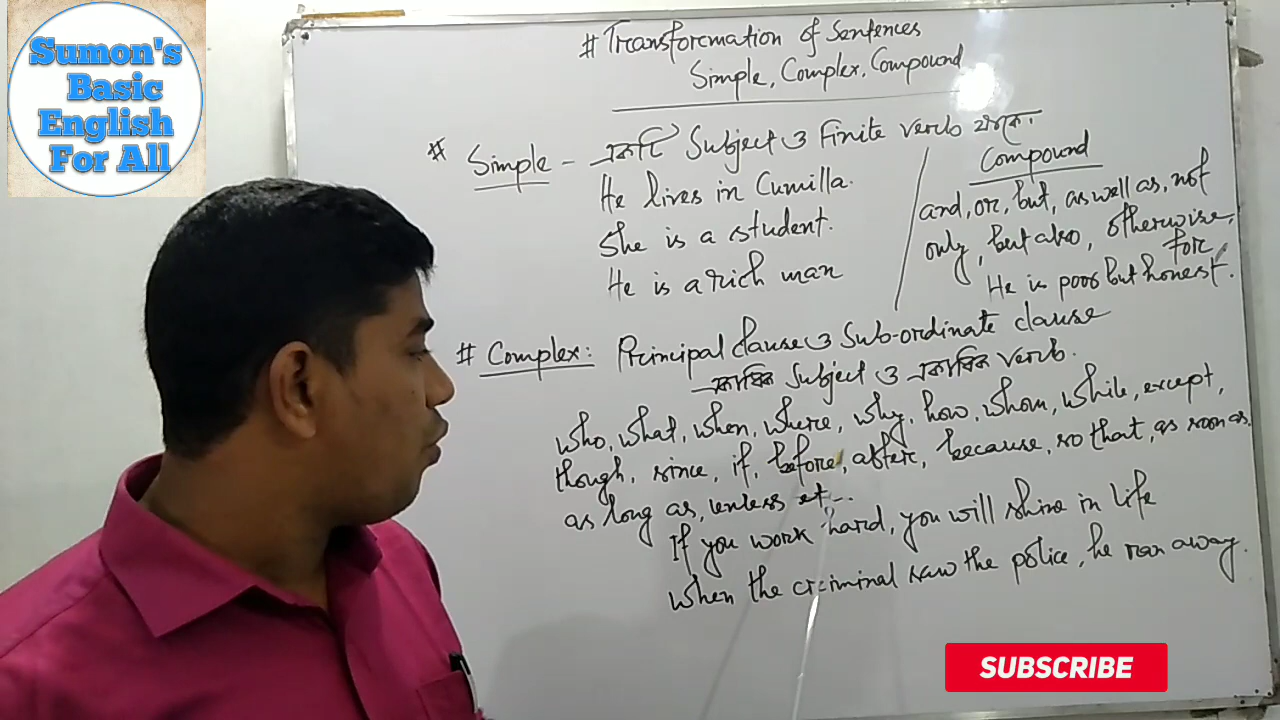 Sumon's
Basic
English
For All
# Transformation of Sentences
Simple, Complex, Compound
* Simple - একটি Subject ও Finite verb থাকে।
He lives in Cumilla.
She is a student.
He is a rich man
Compound
and, or, but, as well as, not
only, but also, otherwise,
for
He is poor but honest.
# Complex: Principal clause ও Sub-ordinate clause
একাধিক Subject ও একাধিক verb.
who, what, when, where, why, how, whom, while, except,
though, since, if, before, after, because, so that, as soon as.
as long as, unless et...
If you work hard, you will shine in life
When the criminal saw the police, he ran away.
SUBSCRIBE